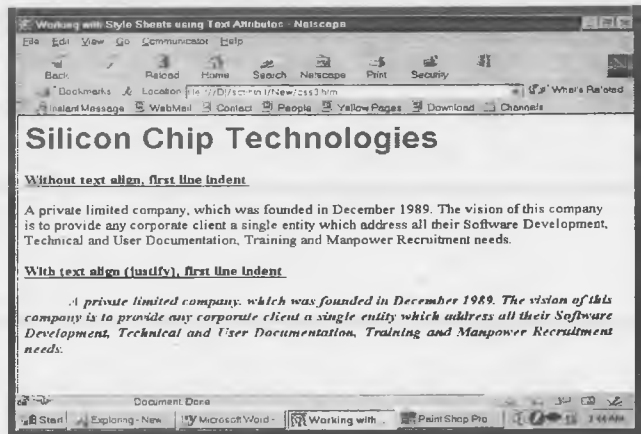 Working with Style Sheets using Text Attributes - Netscape
File Edit View Go Communicator Help
Back Reload Home Search Netscape Print Security
Bookmarks Location What's Related
Instant Message WebMail Contact People Yellow Pages Download Channels
Silicon Chip Technologies
Without text align, first line indent
A private limited company, which was founded in December 1989. The vision of this company
is to provide any corporate client a single entity which address all their Software Development,
Technical and User Documentation, Training and Manpower Recruitment needs.
With text align (justify), first line indent
A private limited company, which was founded in December 1989. The vision of this
company is to provide any corporate client a single entity which address all their Software
Development, Technical and User Documentation, Training and Manpower Recruitment
needs.
Document Done
Start Exploring - New Microsoft Word - Working with ... Paint Shop Pro 3:44 AM